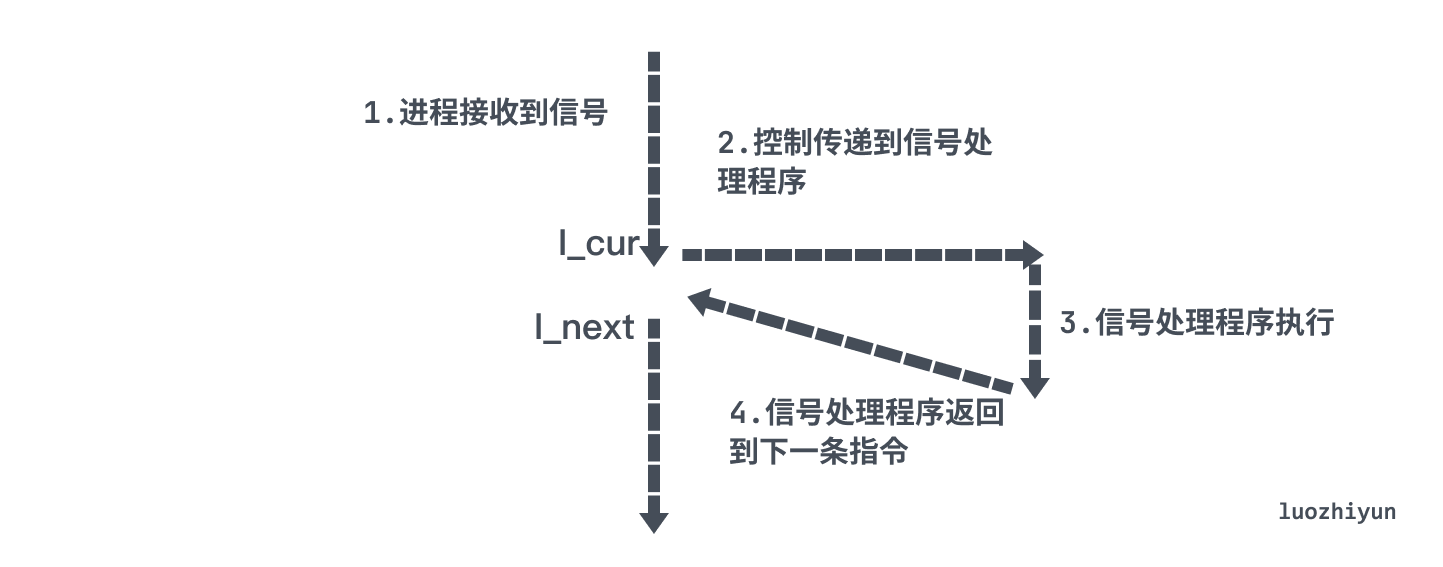 1.进程接收到信号
2.控制传递到信号处
理程序
I_cur
I_next
3.信号处理程序执行
4.信号处理程序返回
到下一条指令
luozhiyun